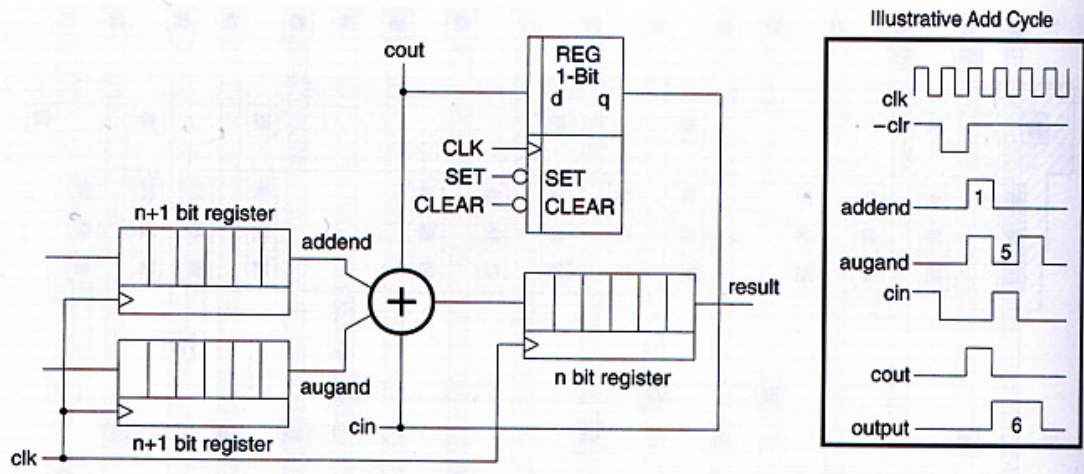 Illustrative Add Cycle
cout
REG
1-Bit
d q
CLK
SET SET
CLEAR CLEAR
n+1 bit register
addend
+
result
augand
n bit register
cin
n+1 bit register
clk
clk
–clr
addend 1
augand 5
cin
cout
output 6